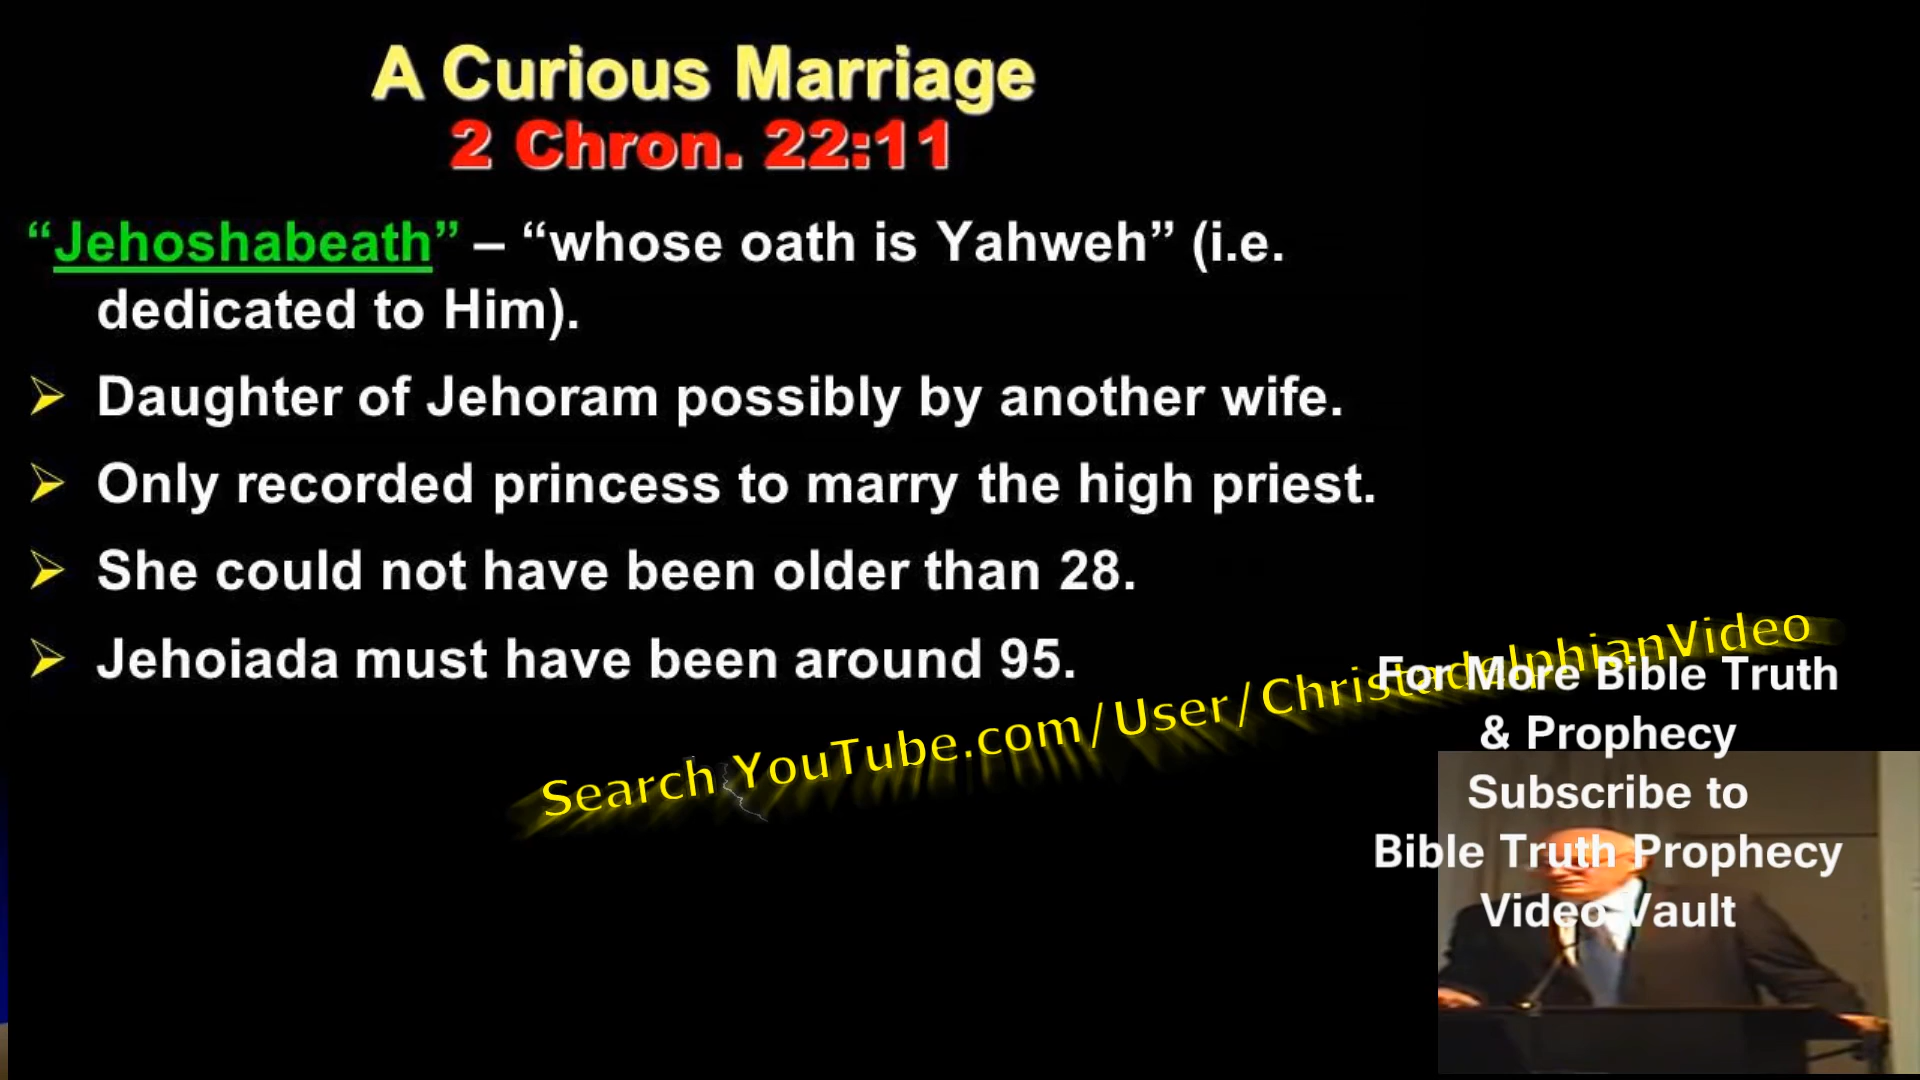 A Curious Marriage
2 Chron. 22:11
“Jehoshabeath” – “whose oath is Yahweh” (i.e.
dedicated to Him).
➢ Daughter of Jehoram possibly by another wife.
➢ Only recorded princess to marry the high priest.
➢ She could not have been older than 28.
➢ Jehoiada must have been around 95.
Search YouTube.com/User/ChristadelphianVideo
For More Bible Truth
& Prophecy
Subscribe to
Bible Truth Prophecy
Video Vault